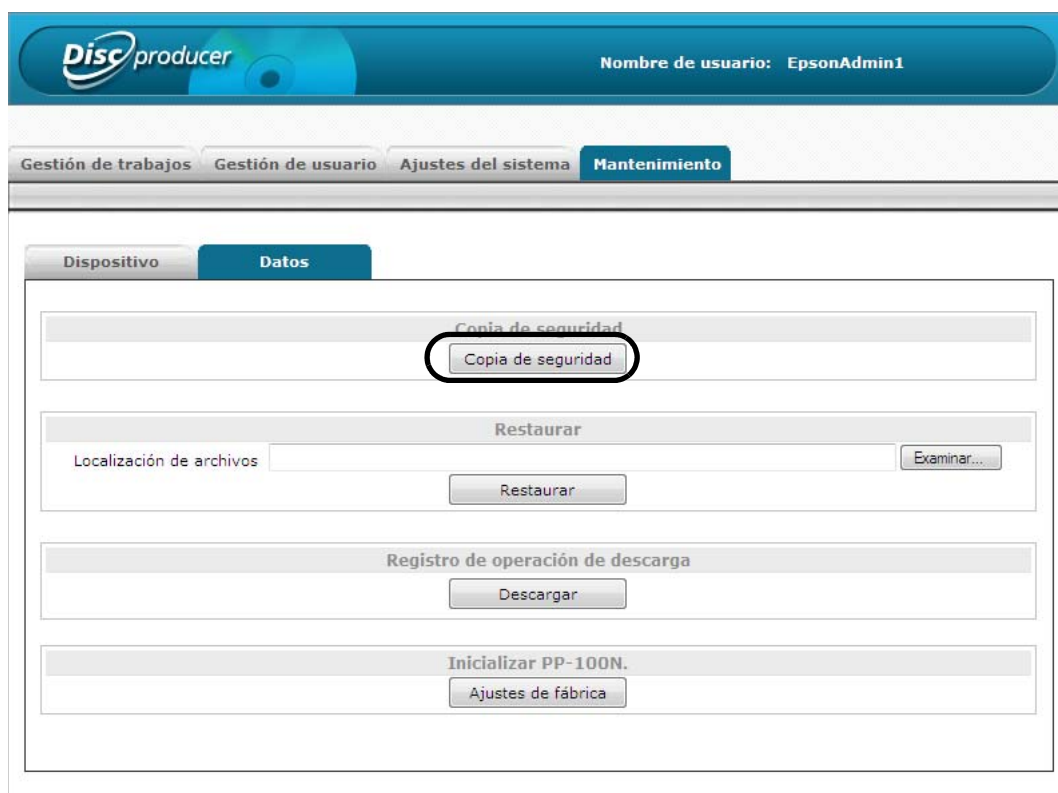 Disc producer
Nombre de usuario: EpsonAdmin1
Gestión de trabajos Gestión de usuario Ajustes del sistema Mantenimiento
Dispositivo Datos
Copia de seguridad
Copia de seguridad
Restaurar
Localización de archivos Examinar...
Restaurar
Registro de operación de descarga
Descargar
Inicializar PP-100N.
Ajustes de fábrica